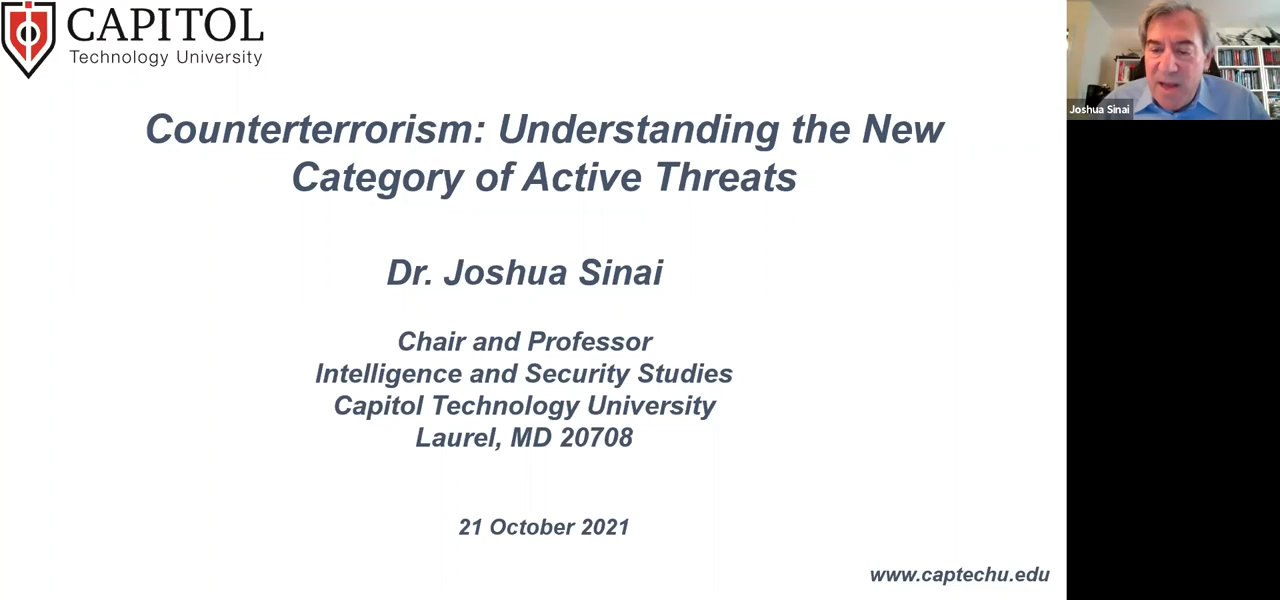 CAPITOL
Technology University
Joshua Sinai
Counterterrorism: Understanding the New
Category of Active Threats
Dr. Joshua Sinai
Chair and Professor
Intelligence and Security Studies
Capitol Technology University
Laurel, MD 20708
21 October 2021
www.captechu.edu